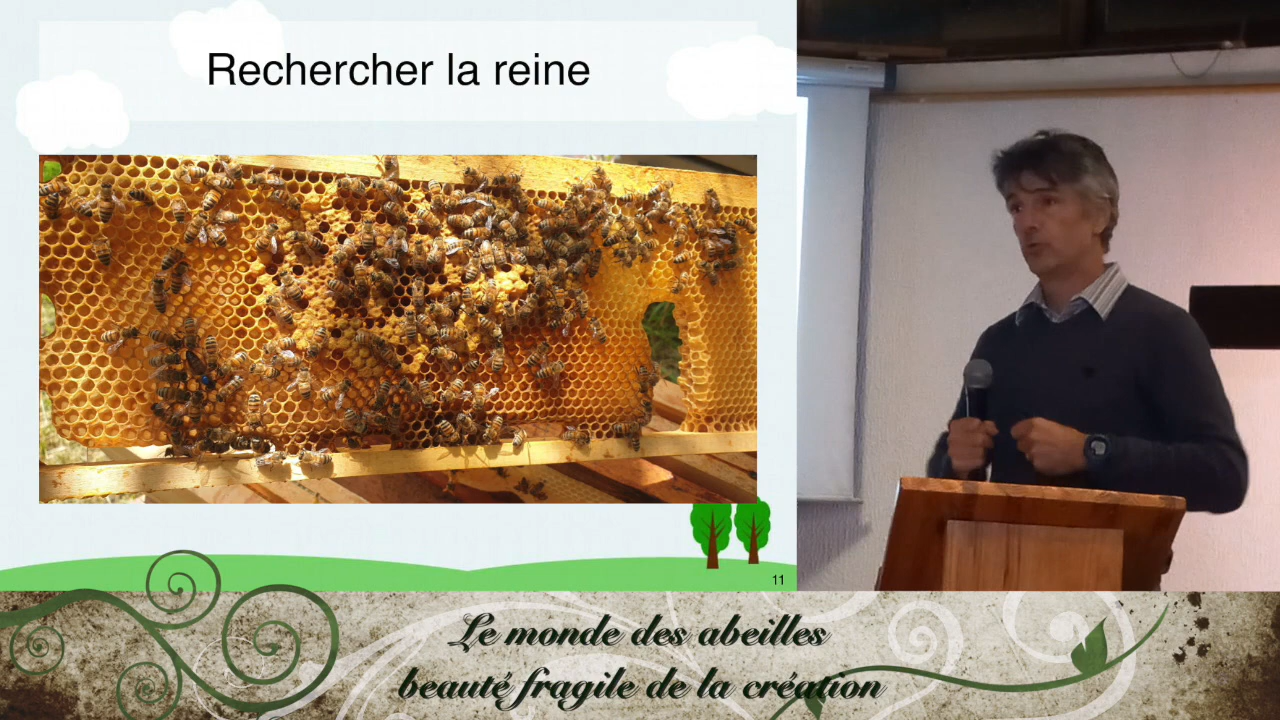 Rechercher la reine
11
Le monde des abeilles
beauté fragile de la création